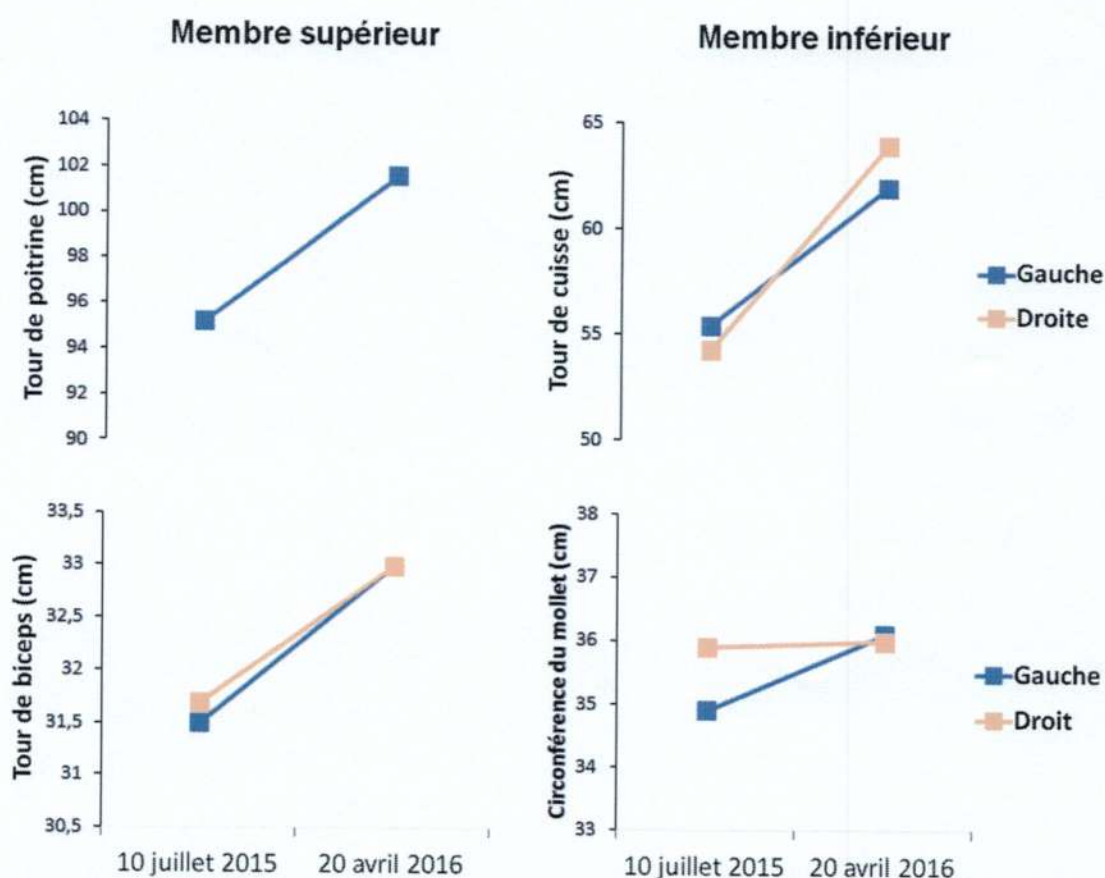 Membre supérieur
Membre inférieur
Tour de poitrine (cm)
104
102
100
98
96
94
92
90
Tour de cuisse (cm)
65
60
55
50
Gauche
Droite
Tour de biceps (cm)
33,5
33
32,5
32
31,5
31
30,5
10 juillet 2015
20 avril 2016
Circonférence du mollet (cm)
38
37
36
35
34
33
10 juillet 2015
20 avril 2016
Gauche
Droit